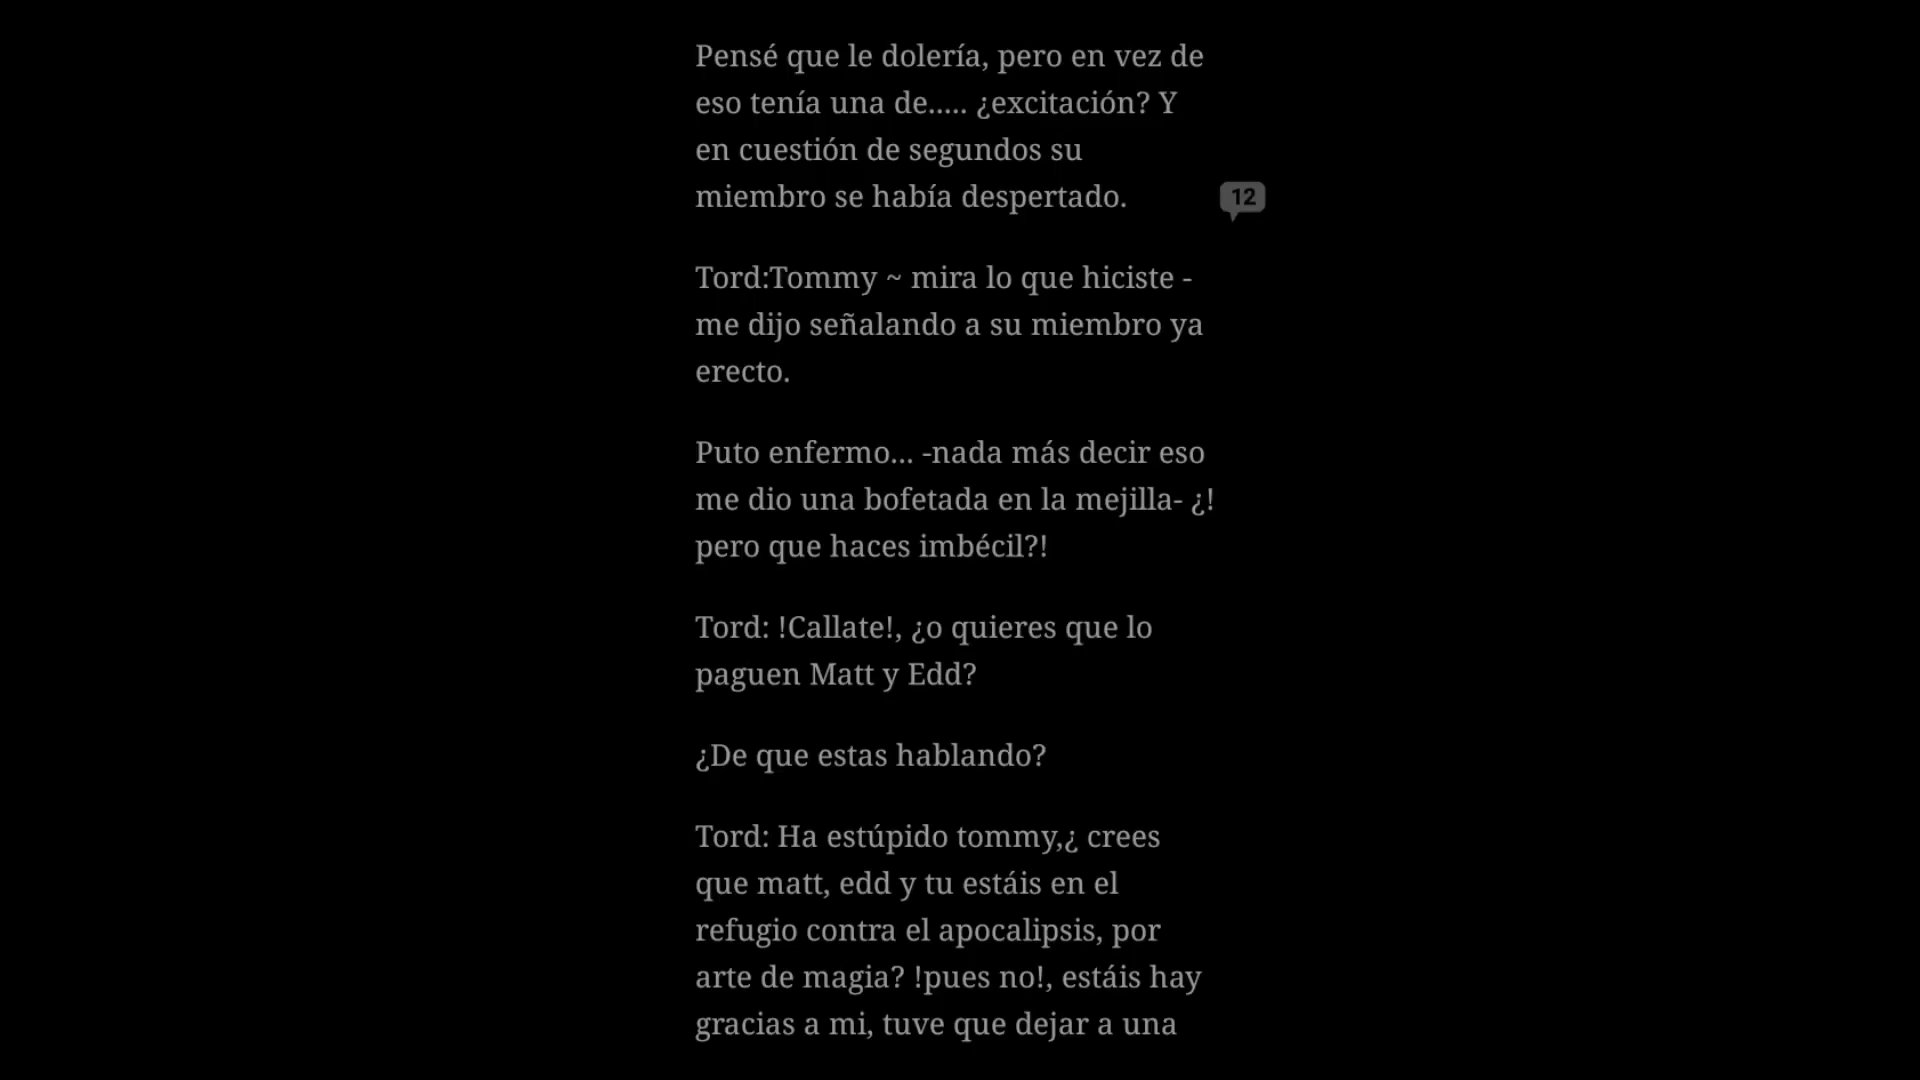 Pensé que le dolería, pero en vez de
eso tenía una de..... ¿excitación? Y
en cuestión de segundos su
miembro se había despertado.
12
Tord:Tommy ~ mira lo que hiciste -
me dijo señalando a su miembro ya
erecto.
Puto enfermo... -nada más decir eso
me dio una bofetada en la mejilla- ¿!
pero que haces imbécil?!
Tord: !Callate!, ¿o quieres que lo
paguen Matt y Edd?
¿De que estas hablando?
Tord: Ha estúpido tommy,¿ crees
que matt, edd y tu estáis en el
refugio contra el apocalipsis, por
arte de magia? !pues no!, estáis hay
gracias a mi, tuve que dejar a una